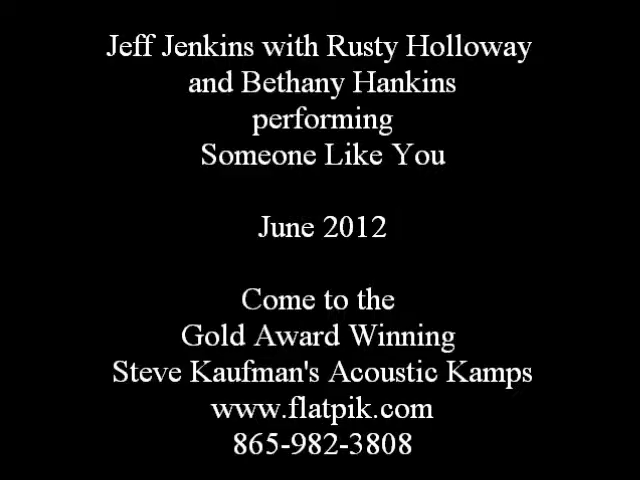 Jeff Jenkins with Rusty Holloway
and Bethany Hankins
performing
Someone Like You
June 2012
Come to the
Gold Award Winning
Steve Kaufman's Acoustic Kamps
www.flatpik.com
865-982-3808